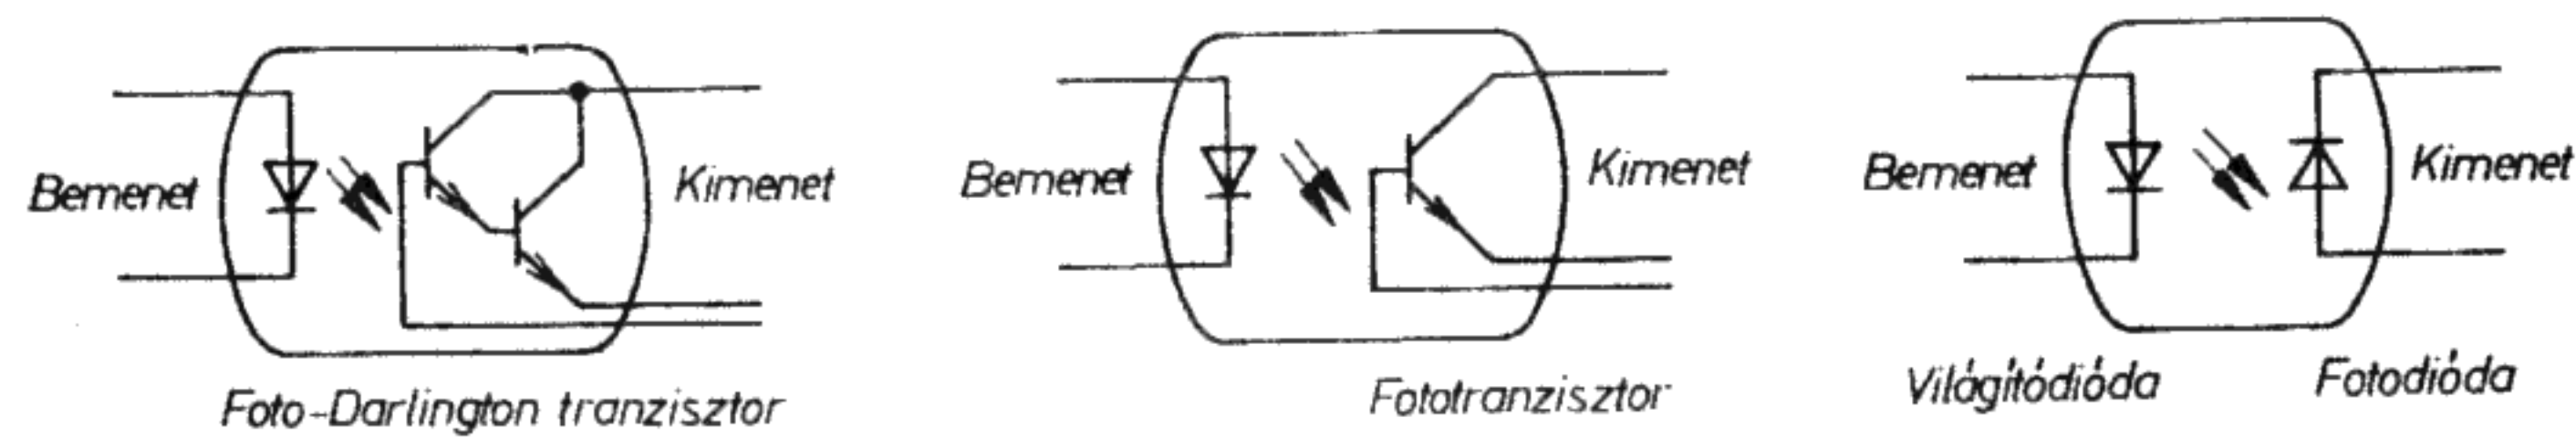 Bemenet
Kimenet
Foto-Darlington tranzisztor
Bemenet
Kimenet
Fototranzisztor
Bemenet
Kimenet
Világítódióda
Fotodióda